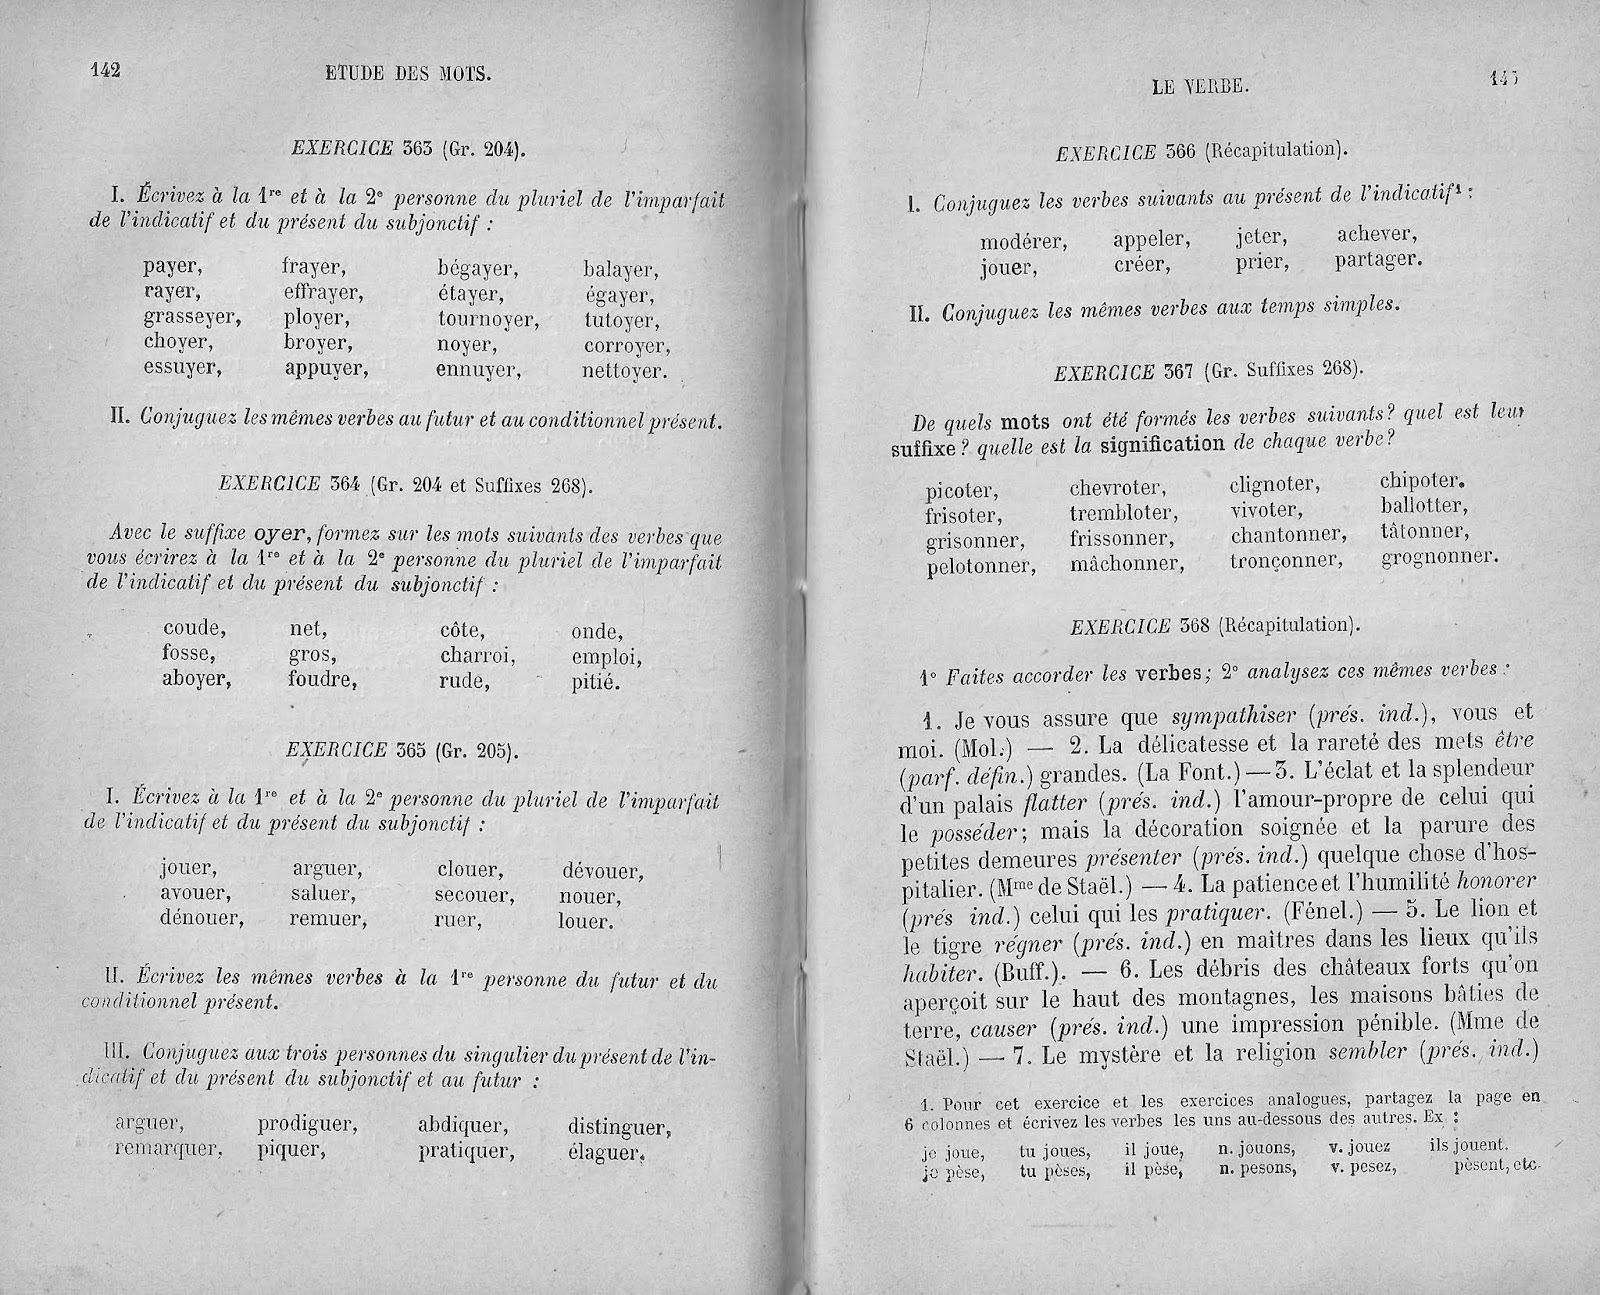 142 ETUDE DES MOTS.
EXERCICE 363 (Gr. 204).
I. Écrivez à la 1re et à la 2e personne du pluriel de l'imparfait
de l'indicatif et du présent du subjonctif :
payer, frayer, bégayer, balayer,
rayer, effrayer, étayer, égayer,
grasseyer, ployer, tournoyer, tutoyer,
choyer, broyer, noyer, corroyer,
essuyer, appuyer, ennuyer, nettoyer.
II. Conjuguez les mêmes verbes au futur et au conditionnel présent.
EXERCICE 364 (Gr. 204 et Suffixes 268).
Avec le suffixe oyer, formez sur les mots suivants des verbes que
vous écrirez à la 1re et à la 2e personne du pluriel de l'imparfait
de l'indicatif et du présent du subjonctif :
coude, net, côte, onde,
fosse, gros, charroi, emploi,
aboyer, foudre, rude, pitié.
EXERCICE 365 (Gr. 205).
I. Écrivez à la 1re et à la 2e personne du pluriel de l'imparfait
de l'indicatif et du présent du subjonctif :
jouer, arguer, clouer, dévouer,
avouer, saluer, secouer, nouer,
dénouer, remuer, ruer, louer.
II. Écrivez les mêmes verbes à la 1re personne du futur et du
conditionnel présent.
III. Conjuguez aux trois personnes du singulier du présent de l'in-
dicatif et du présent du subjonctif et au futur :
arguer, prodiguer, abdiquer, distinguer,
remarquer, piquer, pratiquer, élaguer.
LE VERBE. 143
EXERCICE 366 (Récapitulation).
I. Conjuguez les verbes suivants au présent de l'indicatif1 :
modérer, appeler, jeter, achever,
jouer, créer, prier, partager.
II. Conjuguez les mêmes verbes aux temps simples.
EXERCICE 367 (Gr. Suffixes 268).
De quels mots ont été formés les verbes suivants? quel est leur
suffixe? quelle est la signification de chaque verbe?
picoter, chevroter, clignoter, chipoter.
frisoter, trembloter, vivoter, ballotter,
grisonner, frissonner, chantonner, tâtonner,
pelotonner, mâchonner, tronçonner, grognonner.
EXERCICE 368 (Récapitulation).
1° Faites accorder les verbes; 2° analysez ces mêmes verbes :
1. Je vous assure que sympathiser (prés. ind.), vous et
moi. (Mol.) — 2. La délicatesse et la rareté des mets être
(parf. défin.) grandes. (La Font.) — 3. L'éclat et la splendeur
d'un palais flatter (prés. ind.) l'amour-propre de celui qui
le posséder; mais la décoration soignée et la parure des
petites demeures présenter (prés. ind.) quelque chose d'hos-
pitalier. (Mme de Staël.) — 4. La patience et l'humilité honorer
(prés ind.) celui qui les pratiquer. (Fénel.) — 5. Le lion et
le tigre régner (prés. ind.) en maîtres dans les lieux qu'ils
habiter. (Buff.). — 6. Les débris des châteaux forts qu'on
aperçoit sur le haut des montagnes, les maisons bâties de
terre, causer (prés. ind.) une impression pénible. (Mme de
Staël.) — 7. Le mystère et la religion sembler (prés. ind.)
1. Pour cet exercice et les exercices analogues, partagez la page en
6 colonnes et écrivez les verbes les uns au-dessous des autres. Ex :
je joue, tu joues, il joue, n. jouons, v. jouez ils jouent.
je pèse, tu pèses, il pèse, n. pesons, v. pesez, pèsent, etc.